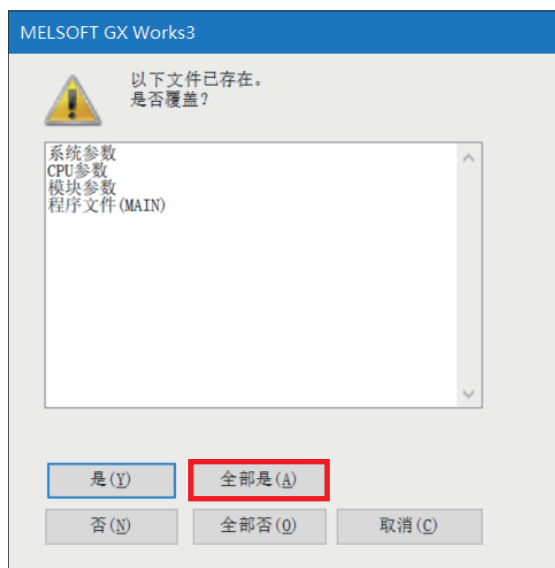 MELSOFT GX Works3
以下文件已存在。
是否覆盖?
系统参数
CPU参数
模块参数
程序文件(MAIN)
是(Y) 全部是(A)
否(N) 全部否(O) 取消(C)